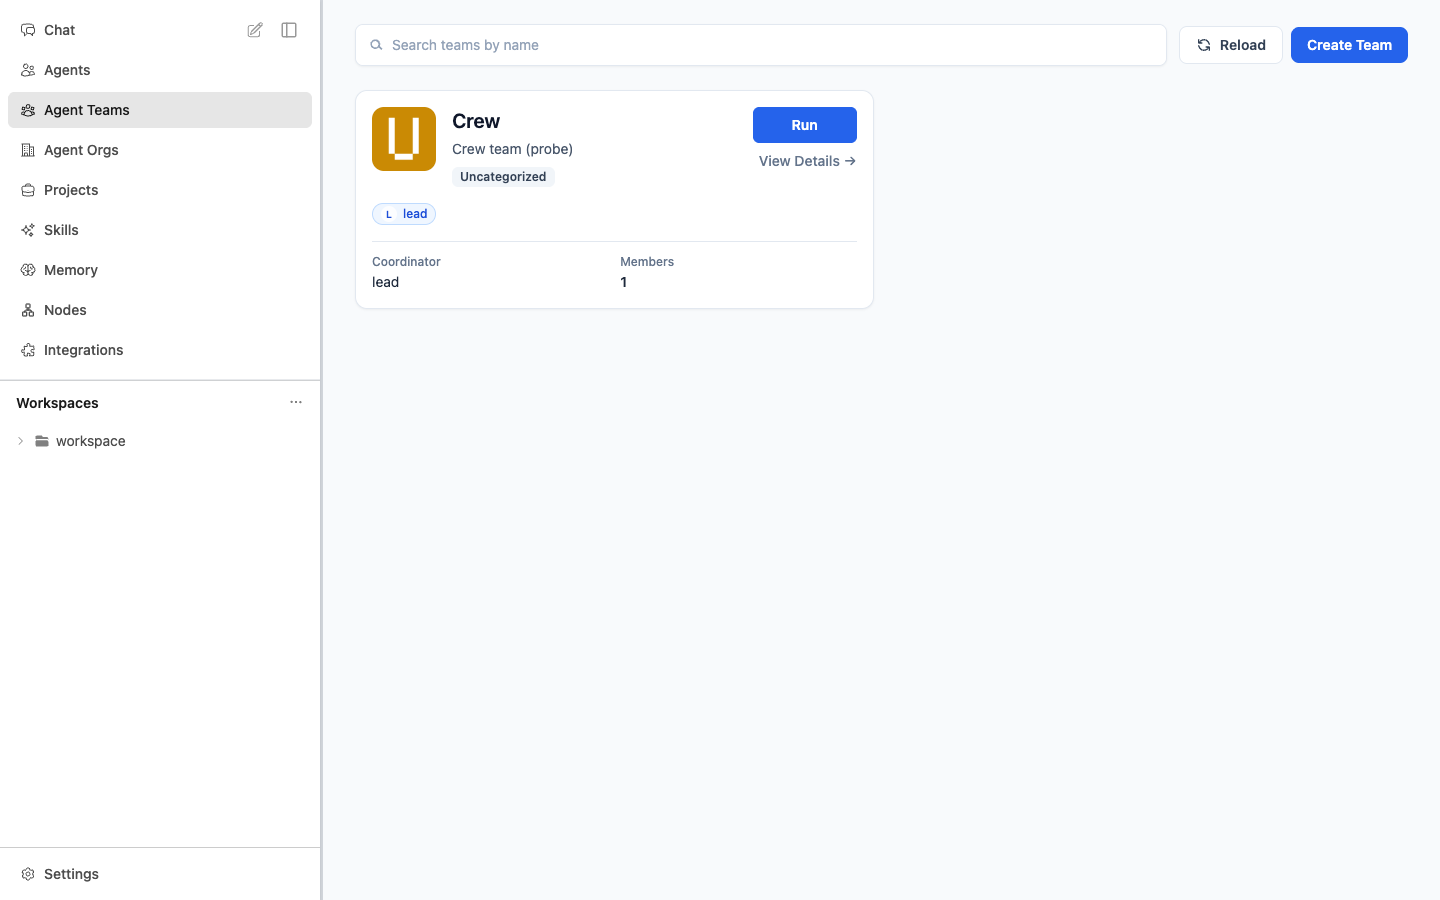 Chat
Agents
Agent Teams
Agent Orgs
Projects
Skills
Memory
Nodes
Integrations
Workspaces
workspace
Settings
Search teams by name
Reload
Create Team
Crew
Crew team (probe)
Uncategorized
Run
View Details →
L lead
Coordinator
lead
Members
1